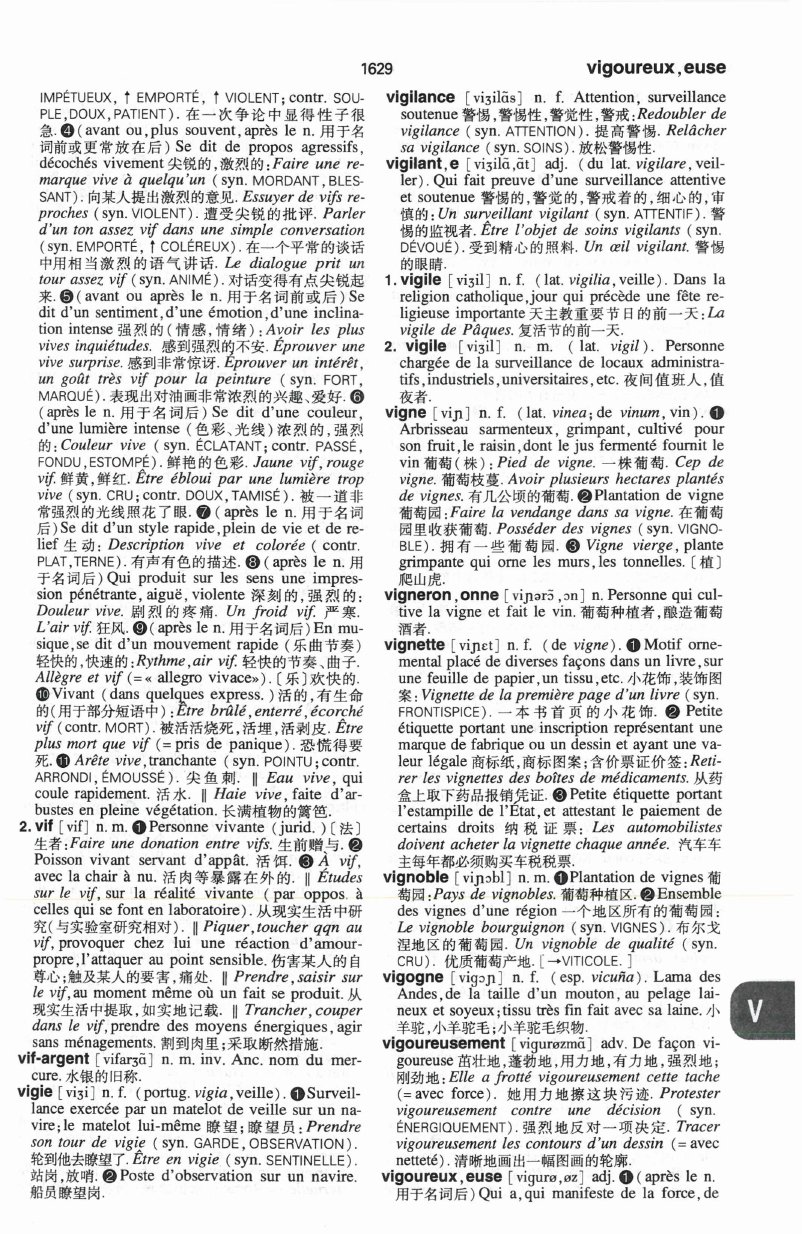 1629
vigoureux,euse
IMPÉTUEUX, ↑ EMPORTÉ, ↑ VIOLENT; contr. SOU-
PLE,DOUX,PATIENT). 在一次争论中显得性子很
急. ❹(avant ou,plus souvent,après le n. 用于名
词前或更常放在后) Se dit de propos agressifs,
décochés vivement 尖锐的,激烈的:Faire une re-
marque vive à quelqu'un (syn. MORDANT,BLES-
SANT). 向某人提出激烈的意见. Essuyer de vifs re-
proches (syn. VIOLENT). 遭受尖锐的批评. Parler
d'un ton assez vif dans une simple conversation
(syn. EMPORTÉ, ↑ COLÉREUX). 在一个平常的谈话
中用相当激烈的语气讲话. Le dialogue prit un
tour assez vif (syn. ANIMÉ). 对话变得有点尖锐起
来. ❺(avant ou après le n. 用于名词前或后) Se
dit d'un sentiment,d'une émotion,d'une inclina-
tion intense 强烈的(情感,情绪):Avoir les plus
vives inquiétudes. 感到强烈的不安. Éprouver une
vive surprise. 感到非常惊讶. Éprouver un intérêt,
un goût très vif pour la peinture (syn. FORT,
MARQUÉ). 表现出对油画非常浓烈的兴趣、爱好. ❻
(après le n. 用于名词后) Se dit d'une couleur,
d'une lumière intense (色彩、光线)浓烈的,强烈
的:Couleur vive (syn. ÉCLATANT; contr. PASSÉ,
FONDU,ESTOMPÉ). 鲜艳的色彩. Jaune vif, rouge
vif. 鲜黄,鲜红. Être ébloui par une lumière trop
vive (syn. CRU; contr. DOUX,TAMISÉ). 被一道非
常强烈的光线照花了眼. ❼(après le n. 用于名词
后) Se dit d'un style rapide,plein de vie et de re-
lief 生动: Description vive et colorée (contr.
PLAT,TERNE). 有声有色的描述. ❽(après le n. 用
于名词后) Qui produit sur les sens une impres-
sion pénétrante, aiguë, violente 深刻的,强烈的:
Douleur vive. 剧烈的疼痛. Un froid vif. 严寒.
L'air vif. 狂风. ❾(après le n. 用于名词后) En mu-
sique,se dit d'un mouvement rapide (乐曲节奏)
轻快的,快速的:Rythme,air vif. 轻快的节奏、曲子.
Allègre et vif (=« allegro vivace»). [乐]欢快的.
❿Vivant (dans quelques express.) 活的,有生命
的(用于部分短语中):Être brûlé,enterré,écorché
vif (contr. MORT). 被活活烧死,活埋,活剥皮. Être
plus mort que vif (= pris de panique). 恐慌得要
死. ⓫ Arête vive,tranchante (syn. POINTU; contr.
ARRONDI, ÉMOUSSÉ). 尖鱼刺. ‖ Eau vive, qui
coule rapidement. 活水. ‖ Haie vive, faite d'ar-
bustes en pleine végétation. 长满植物的篱笆.
2. vif [vif] n. m. ❶Personne vivante (jurid.) [法]
生者:Faire une donation entre vifs. 生前赠与. ❷
Poisson vivant servant d'appât. 活饵. ❸ À vif,
avec la chair à nu. 活肉等暴露在外的. ‖ Études
sur le vif, sur la réalité vivante (par oppos. à
celles qui se font en laboratoire). 从现实生活中研
究(与实验室研究相对). ‖ Piquer,toucher qqn au
vif, provoquer chez lui une réaction d'amour-
propre,l'attaquer au point sensible. 伤害某人的自
尊心;触及某人的要害,痛处. ‖ Prendre,saisir sur
le vif,au moment même où un fait se produit. 从
现实生活中提取,如实地记载. ‖ Trancher,couper
dans le vif,prendre des moyens énergiques, agir
sans ménagements. 割到肉里;采取断然措施.
vif-argent [vifarʒɑ̃] n. m. inv. Anc. nom du mer-
cure. 水银的旧称.
vigie [viʒi] n. f. (portug. vigia,veille). ❶Surveil-
lance exercée par un matelot de veille sur un na-
vire; le matelot lui-même 瞭望;瞭望员:Prendre
son tour de vigie (syn. GARDE,OBSERVATION).
轮到他去瞭望了. Être en vigie (syn. SENTINELLE).
站岗,放哨. ❷Poste d'observation sur un navire.
船员瞭望岗.
vigilance [viʒilɑ̃s] n. f. Attention, surveillance
soutenue 警惕,警惕性,警觉性,警戒:Redoubler de
vigilance (syn. ATTENTION). 提高警惕. Relâcher
sa vigilance (syn. SOINS). 放松警惕性.
vigilant,e [viʒilɑ̃,ɑ̃t] adj. (du lat. vigilare, veil-
ler). Qui fait preuve d'une surveillance attentive
et soutenue 警惕的,警觉的,警戒着的,细心的,审
慎的:Un surveillant vigilant (syn. ATTENTIF). 警
惕的监视者. Être l'objet de soins vigilants (syn.
DÉVOUÉ). 受到精心的照料. Un œil vigilant. 警惕
的眼睛.
1. vigile [viʒil] n. f. (lat. vigilia, veille). Dans la
religion catholique,jour qui précède une fête re-
ligieuse importante 天主教重要节日的前一天:La
vigile de Pâques. 复活节的前一天.
2. vigile [viʒil] n. m. (lat. vigil). Personne
chargée de la surveillance de locaux administra-
tifs,industriels,universitaires,etc. 夜间值班人,值
夜者.
vigne [viɲ] n. f. (lat. vinea; de vinum, vin). ❶
Arbrisseau sarmenteux, grimpant, cultivé pour
son fruit,le raisin,dont le jus fermenté fournit le
vin 葡萄(株):Pied de vigne. 一株葡萄. Cep de
vigne. 葡萄枝蔓. Avoir plusieurs hectares plantés
de vignes. 有几公顷的葡萄. ❷Plantation de vigne
葡萄园:Faire la vendange dans sa vigne. 在葡萄
园里收获葡萄. Posséder des vignes (syn. VIGNO-
BLE). 拥有一些葡萄园. ❸ Vigne vierge, plante
grimpante qui orne les murs,les tonnelles. [植]
爬山虎.
vigneron,onne [viɲərɔ̃,ɔn] n. Personne qui cul-
tive la vigne et fait le vin. 葡萄种植者,酿造葡萄
酒者.
vignette [viɲɛt] n. f. (de vigne). ❶Motif orne-
mental placé de diverses façons dans un livre,sur
une feuille de papier,un tissu,etc. 小花饰,装饰图
案:Vignette de la première page d'un livre (syn.
FRONTISPICE). 一本书首页的小花饰. ❷ Petite
étiquette portant une inscription représentant une
marque de fabrique ou un dessin et ayant une va-
leur légale 商标纸,商标图案;含价票证价签:Reti-
rer les vignettes des boîtes de médicaments. 从药
盒上取下药品报销凭证. ❸Petite étiquette portant
l'estampille de l'État,et attestant le paiement de
certains droits 纳税证票: Les automobilistes
doivent acheter la vignette chaque année. 汽车车
主每年都必须购买车税税票.
vignoble [viɲɔbl] n. m. ❶Plantation de vignes 葡
萄园:Pays de vignobles. 葡萄种植区. ❷Ensemble
des vignes d'une région 一个地区所有的葡萄园:
Le vignoble bourguignon (syn. VIGNES). 布尔戈
涅地区的葡萄园. Un vignoble de qualité (syn.
CRU). 优质葡萄产地. [→VITICOLE.]
vigogne [vigɔɲ] n. f. (esp. vicuña). Lama des
Andes,de la taille d'un mouton, au pelage lai-
neux et soyeux; tissu très fin fait avec sa laine. 小
羊驼,小羊驼毛;小羊驼毛织物.
vigoureusement [vigurøzmɑ̃] adv. De façon vi-
goureuse 茁壮地,蓬勃地,用力地,有力地,强烈地;
刚劲地:Elle a frotté vigoureusement cette tache
(= avec force). 她用力地擦这块污迹. Protester
vigoureusement contre une décision (syn.
ÉNERGIQUEMENT). 强烈地反对一项决定. Tracer
vigoureusement les contours d'un dessin (= avec
netteté). 清晰地画出一幅图画的轮廓.
vigoureux,euse [vigurø,øz] adj. ❶(après le n.
用于名词后) Qui a,qui manifeste de la force,de
V